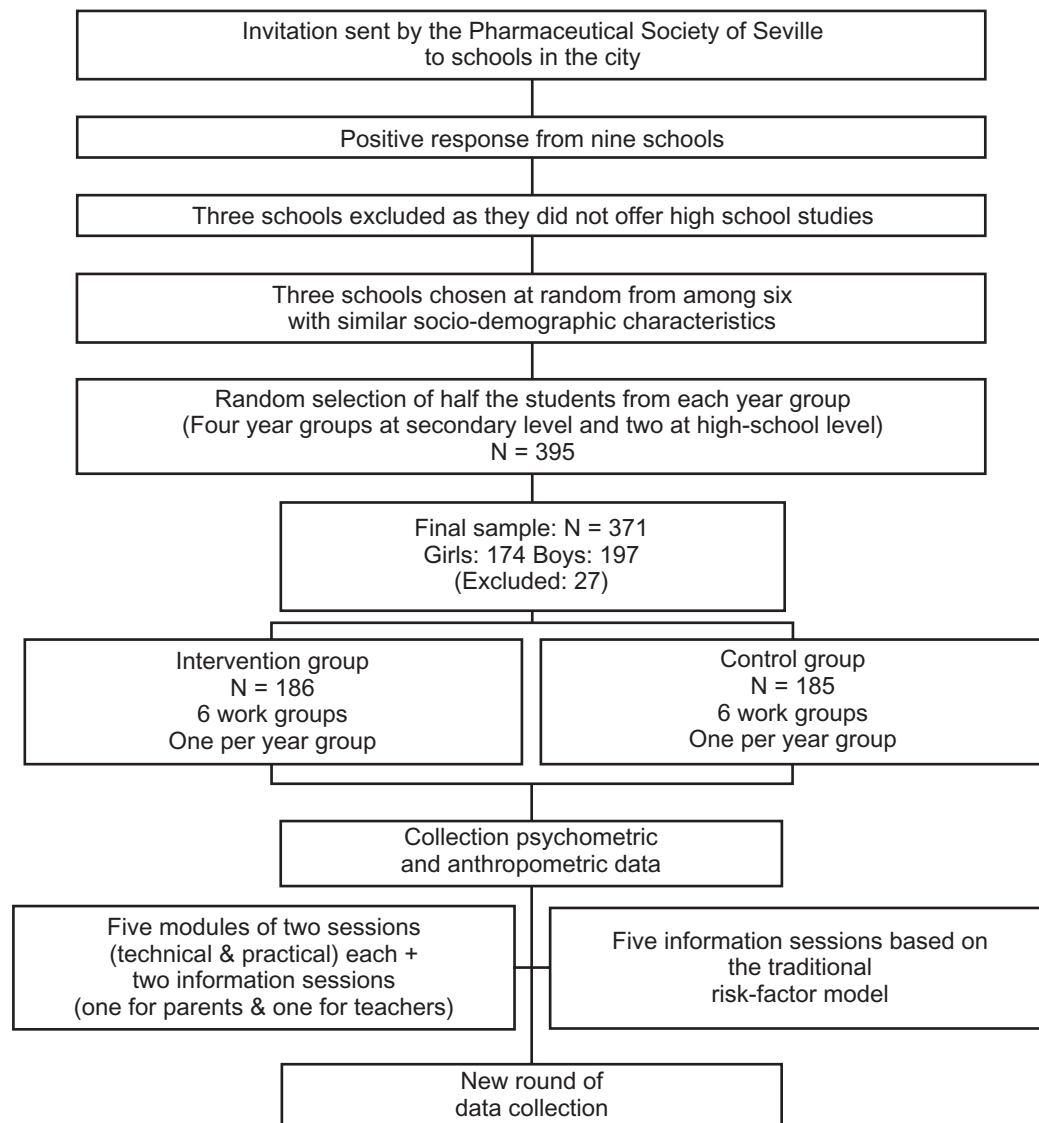 Invitation sent by the Pharmaceutical Society of Seville
to schools in the city
Positive response from nine schools
Three schools excluded as they did not offer high school studies
Three schools chosen at random from among six
with similar socio-demographic characteristics
Random selection of half the students from each year group
(Four year groups at secondary level and two at high-school level)
N = 395
Final sample: N = 371
Girls: 174 Boys: 197
(Excluded: 27)
Intervention group
N = 186
6 work groups
One per year group
Control group
N = 185
6 work groups
One per year group
Collection psychometric
and anthropometric data
Five modules of two sessions
(technical & practical) each +
two information sessions
(one for parents & one for teachers)
Five information sessions based on
the traditional
risk-factor model
New round of
data collection